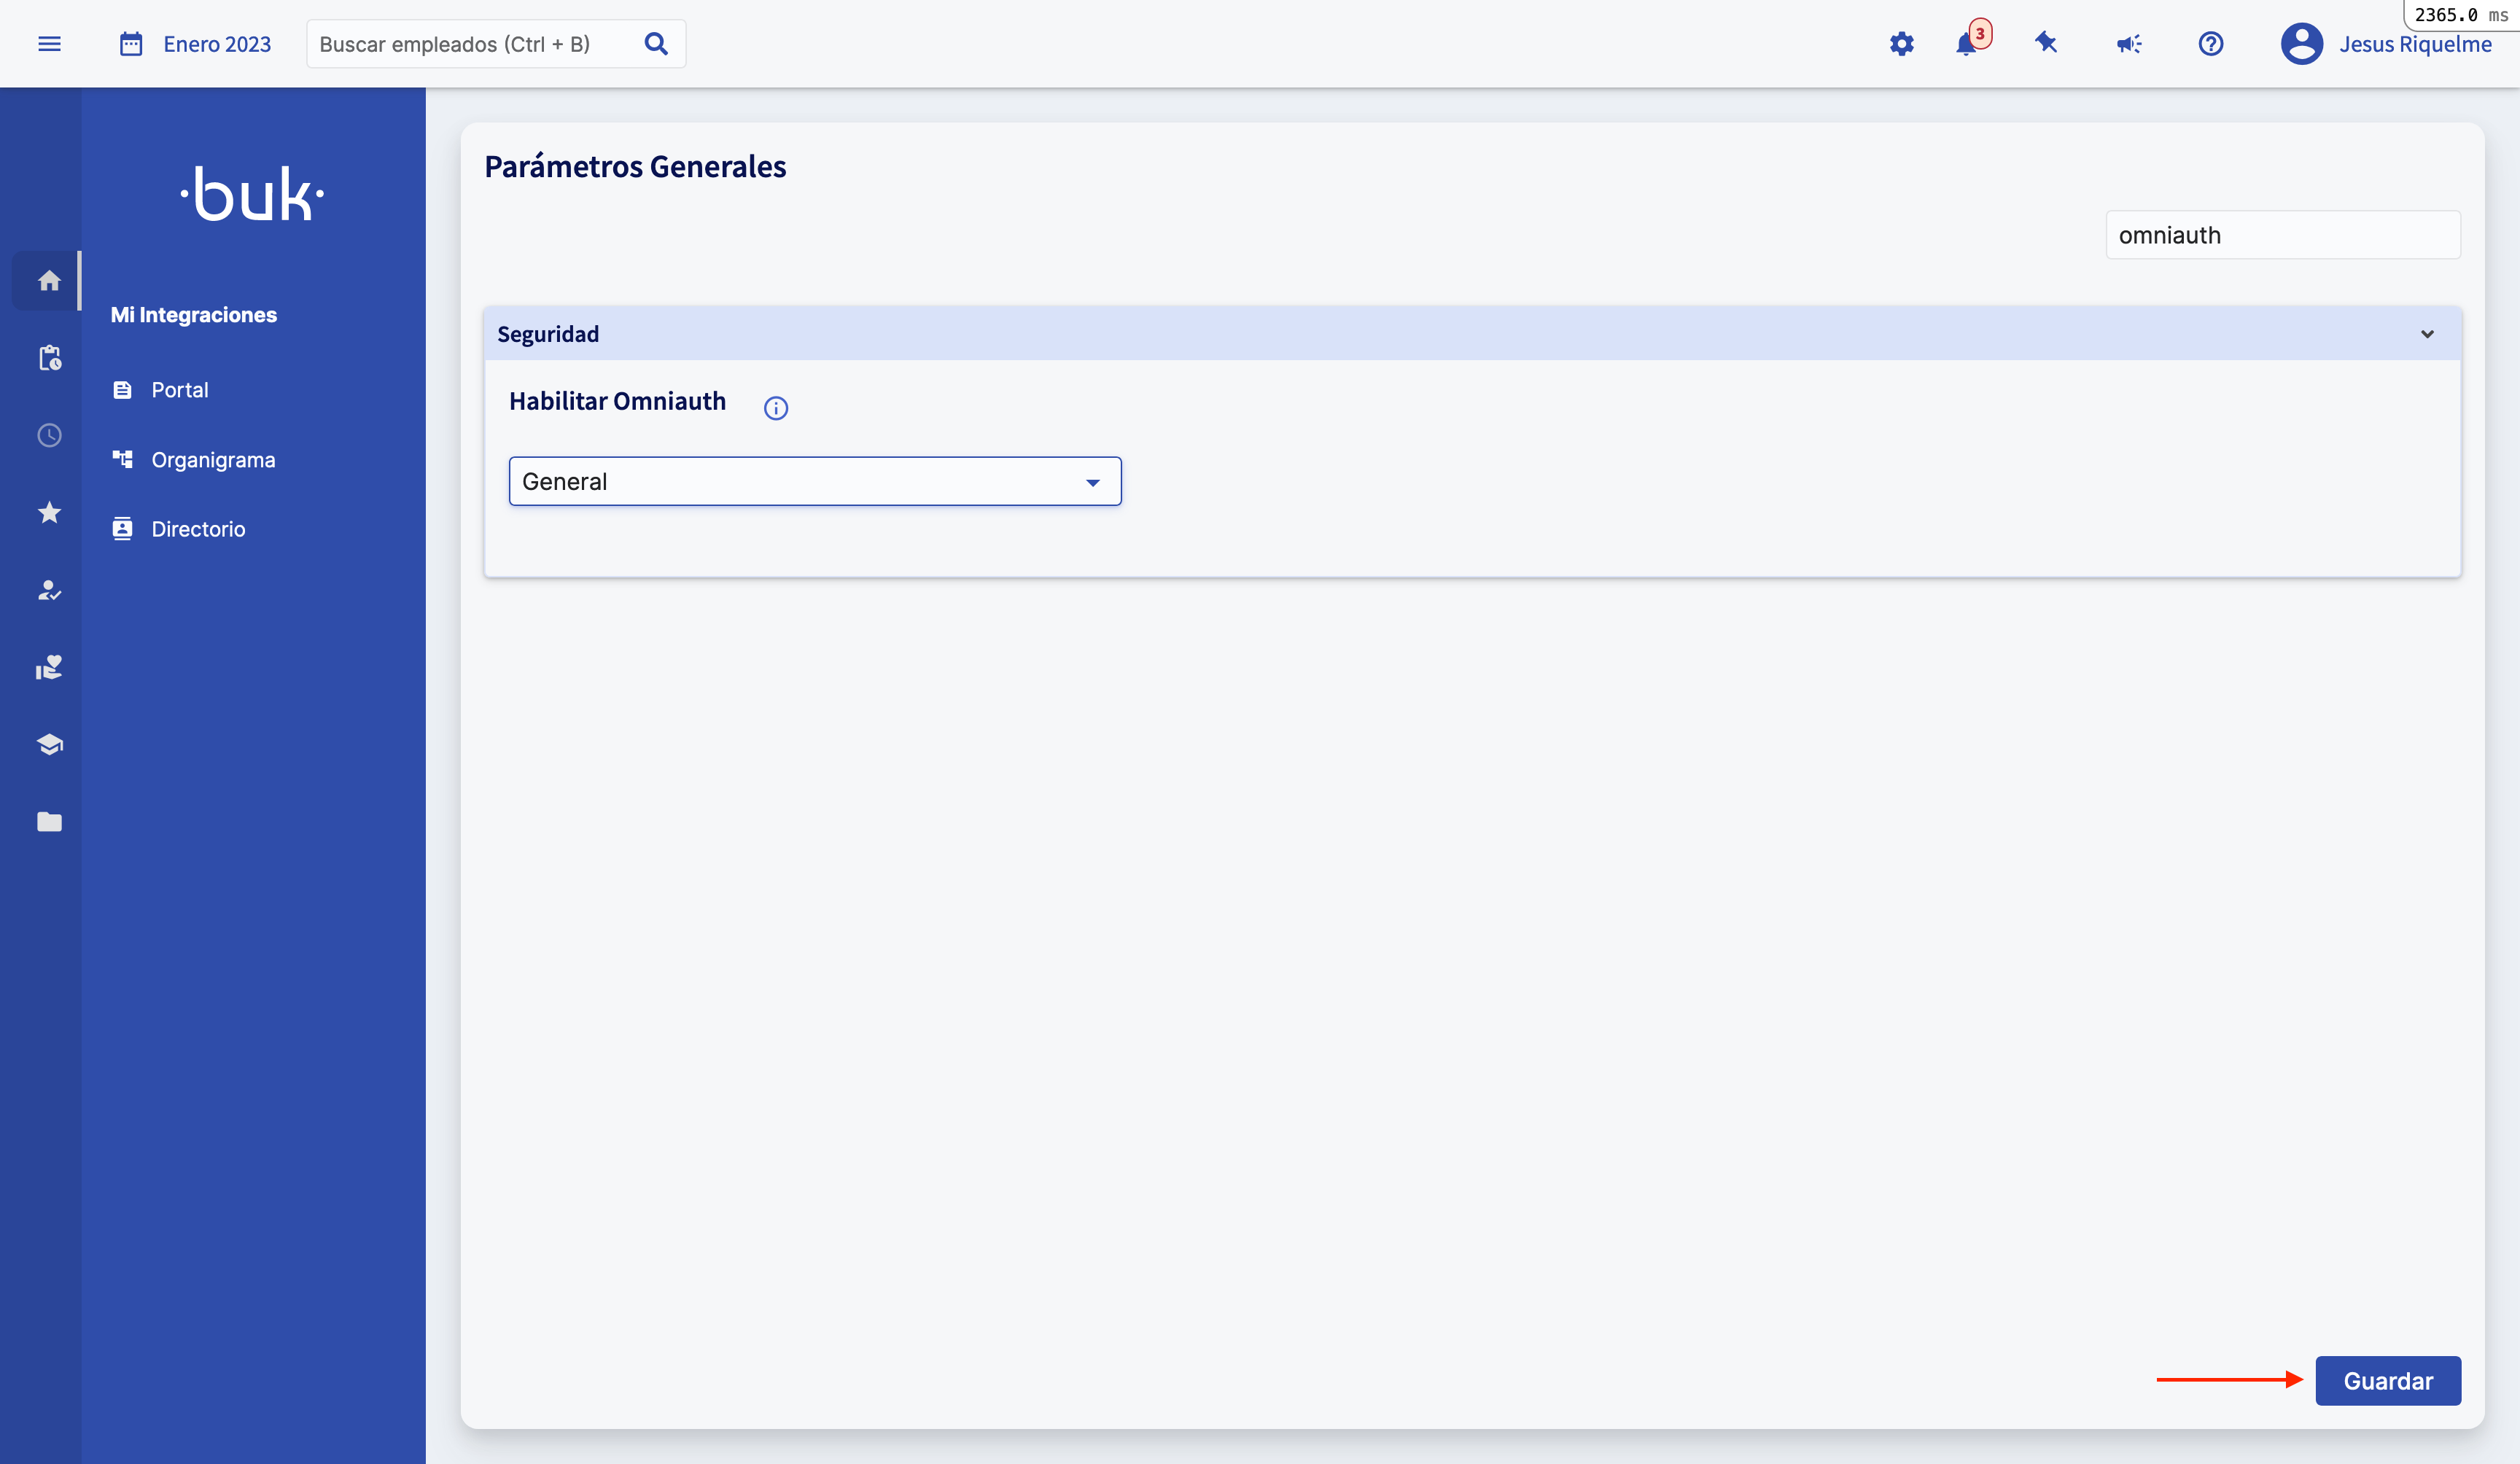 Enero 2023
Buscar empleados (Ctrl + B)
3
2365.0 ms
Jesus Riquelme
·buk·
Mi Integraciones
Portal
Organigrama
Directorio
Parámetros Generales
omniauth
Seguridad
Habilitar Omniauth
General
Guardar